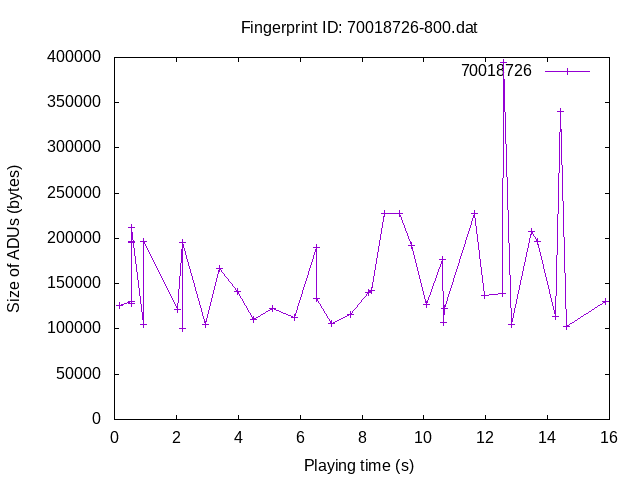 Fingerprint ID: 70018726-800.dat
400000
350000
300000
250000
200000
150000
100000
50000
0
Size of ADUs (bytes)
70018726
0 2 4 6 8 10 12 14 16
Playing time (s)